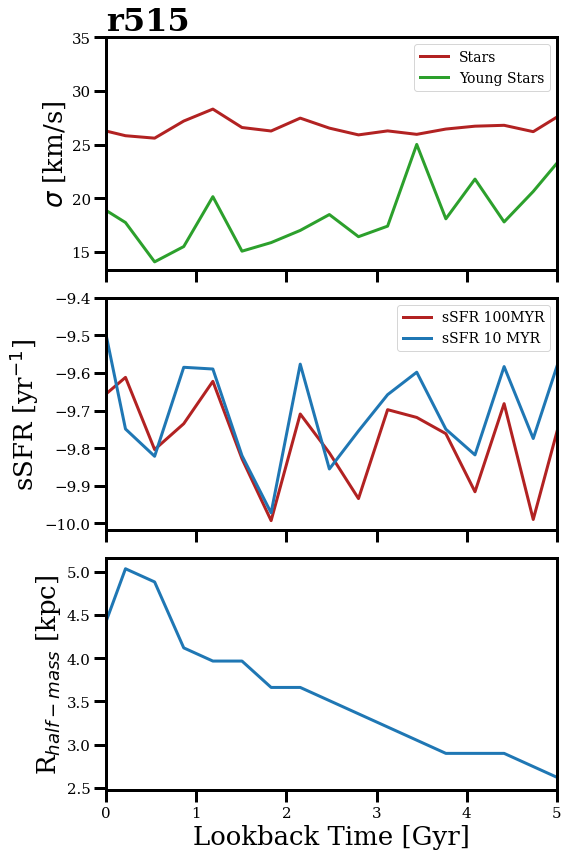 r515
35
30
25
20
15
σ [km/s]
Stars
Young Stars
−9.4
−9.5
−9.6
−9.7
−9.8
−9.9
−10.0
sSFR [yr⁻¹]
sSFR 100MYR
sSFR 10 MYR
5.0
4.5
4.0
3.5
3.0
2.5
R_half−mass [kpc]
0 1 2 3 4 5
Lookback Time [Gyr]